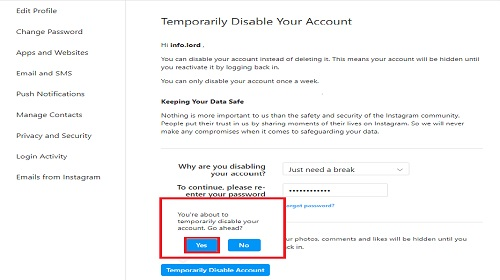 Edit Profile
Change Password
Apps and Websites
Email and SMS
Push Notifications
Manage Contacts
Privacy and Security
Login Activity
Emails from Instagram
Temporarily Disable Your Account
Hi info.lord ,
You can disable your account instead of deleting it. This means your account will be hidden until
you reactivate it by logging back in.
You can only disable your account once a week.
Keeping Your Data Safe
Nothing is more important to us than the safety and security of the Instagram community.
People put their trust in us by sharing moments of their lives on Instagram. So we will never
make any compromises when it comes to safeguarding your data.
Why are you disabling
your account?
Just need a break
To continue, please re-
enter your password
••••••••••••
Forgot password?
You're about to
temporarily disable your
account. Go ahead?
Yes
No
ur photos, comments and likes will be hidden until you
ck in.
Temporarily Disable Account